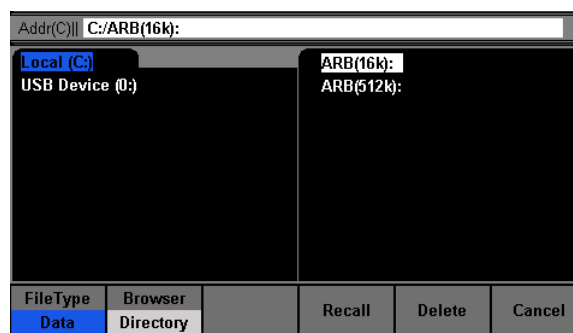 Addr(C)|| C:/ARB(16k):
Local (C:)
USB Device (0:)
ARB(16k):
ARB(512k):
FileType
Data
Browser
Directory
Recall
Delete
Cancel